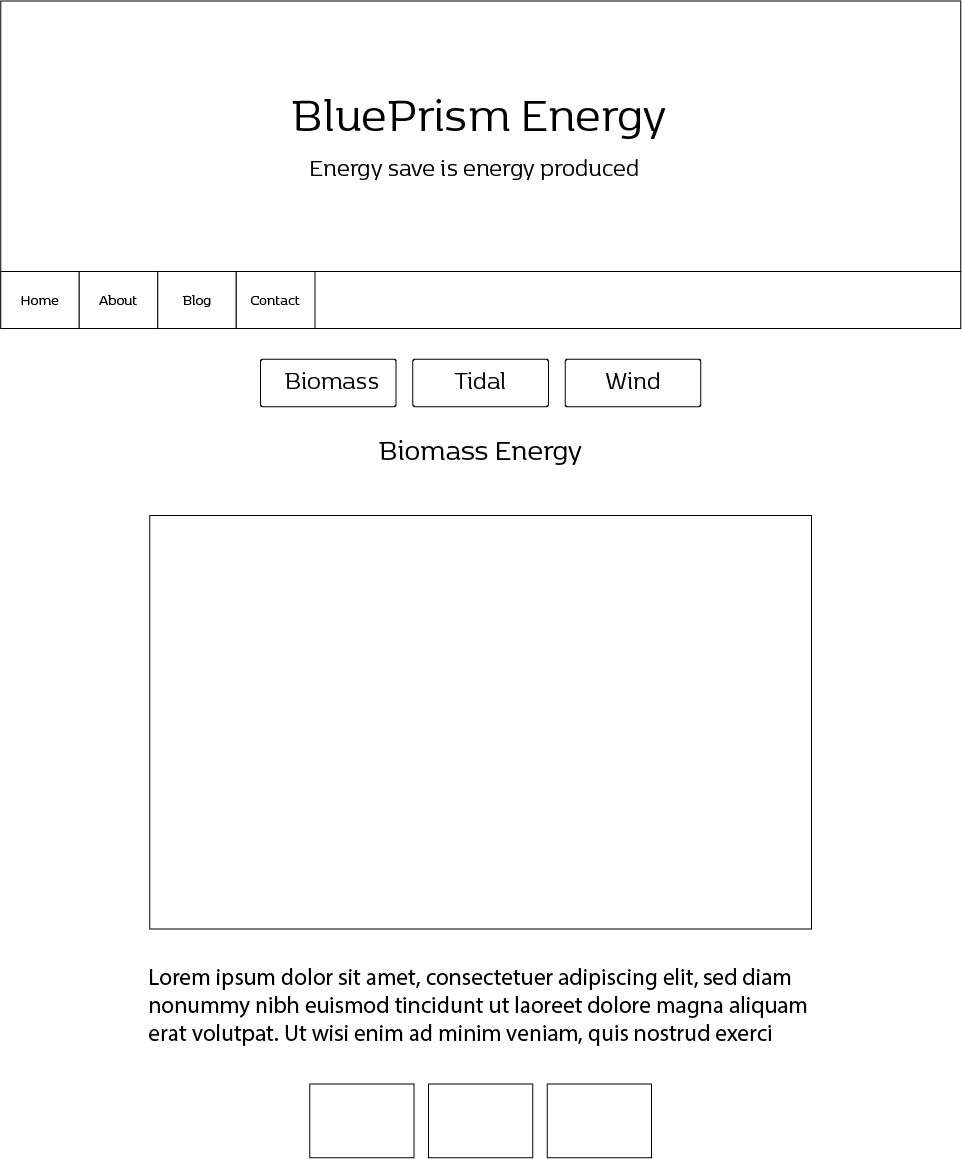 BluePrism Energy
Energy save is energy produced
Home About Blog Contact
Biomass Tidal Wind
Biomass Energy
Lorem ipsum dolor sit amet, consectetuer adipiscing elit, sed diam
nonummy nibh euismod tincidunt ut laoreet dolore magna aliquam
erat volutpat. Ut wisi enim ad minim veniam, quis nostrud exerci